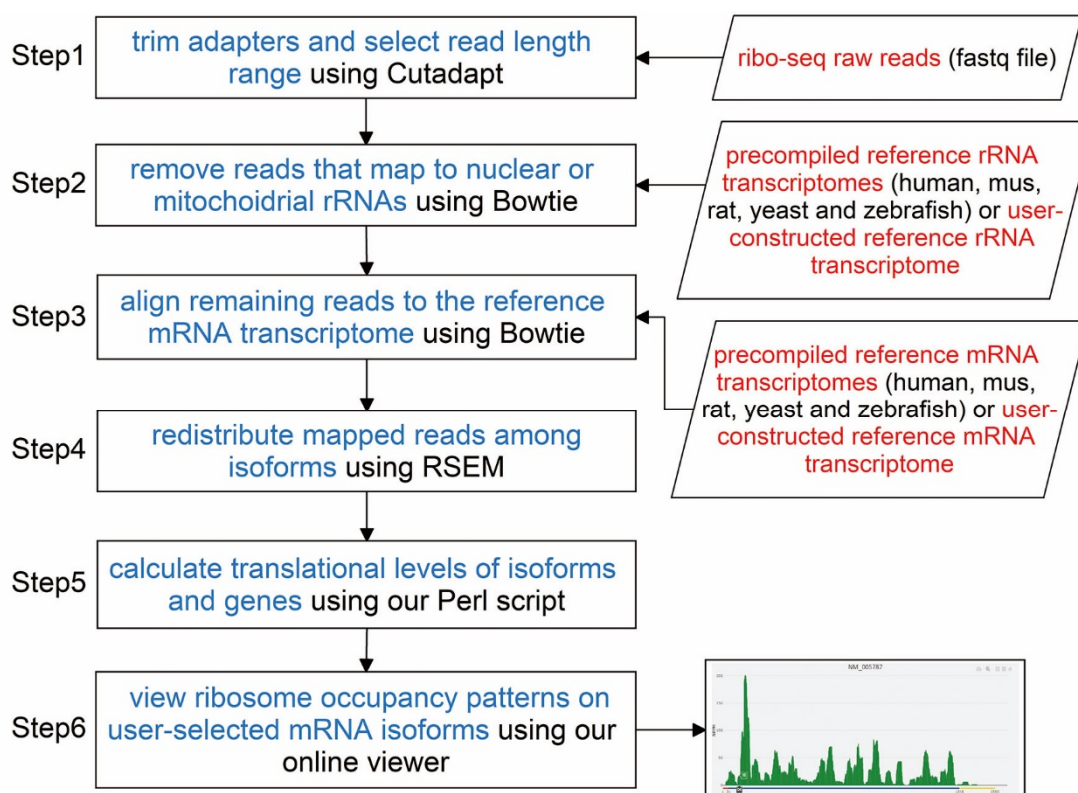 Step1
trim adapters and select read length
range using Cutadapt
ribo-seq raw reads (fastq file)
Step2
remove reads that map to nuclear or
mitochoidrial rRNAs using Bowtie
precompiled reference rRNA
transcriptomes (human, mus,
rat, yeast and zebrafish) or user-
constructed reference rRNA
transcriptome
Step3
align remaining reads to the reference
mRNA transcriptome using Bowtie
precompiled reference mRNA
transcriptomes (human, mus,
rat, yeast and zebrafish) or user-
constructed reference mRNA
transcriptome
Step4
redistribute mapped reads among
isoforms using RSEM
Step5
calculate translational levels of isoforms
and genes using our Perl script
Step6
view ribosome occupancy patterns on
user-selected mRNA isoforms using our
online viewer
NM_005787